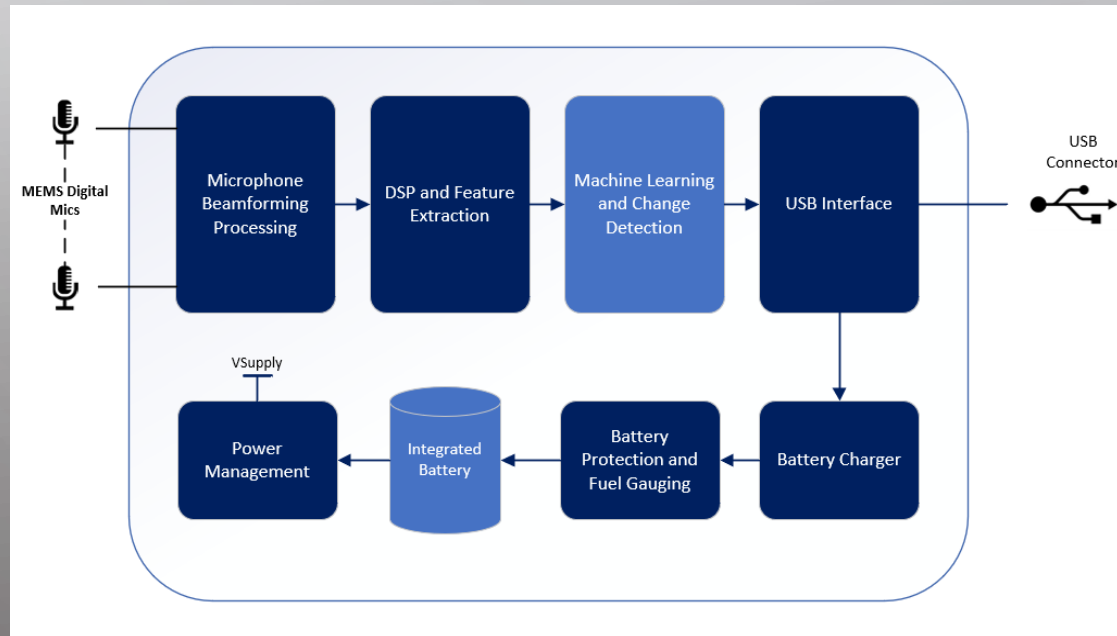 MEMS Digital
Mics
Microphone
Beamforming
Processing
DSP and Feature
Extraction
Machine Learning
and Change
Detection
USB Interface
USB
Connector
VSupply
Power
Management
Integrated
Battery
Battery
Protection and
Fuel Gauging
Battery Charger